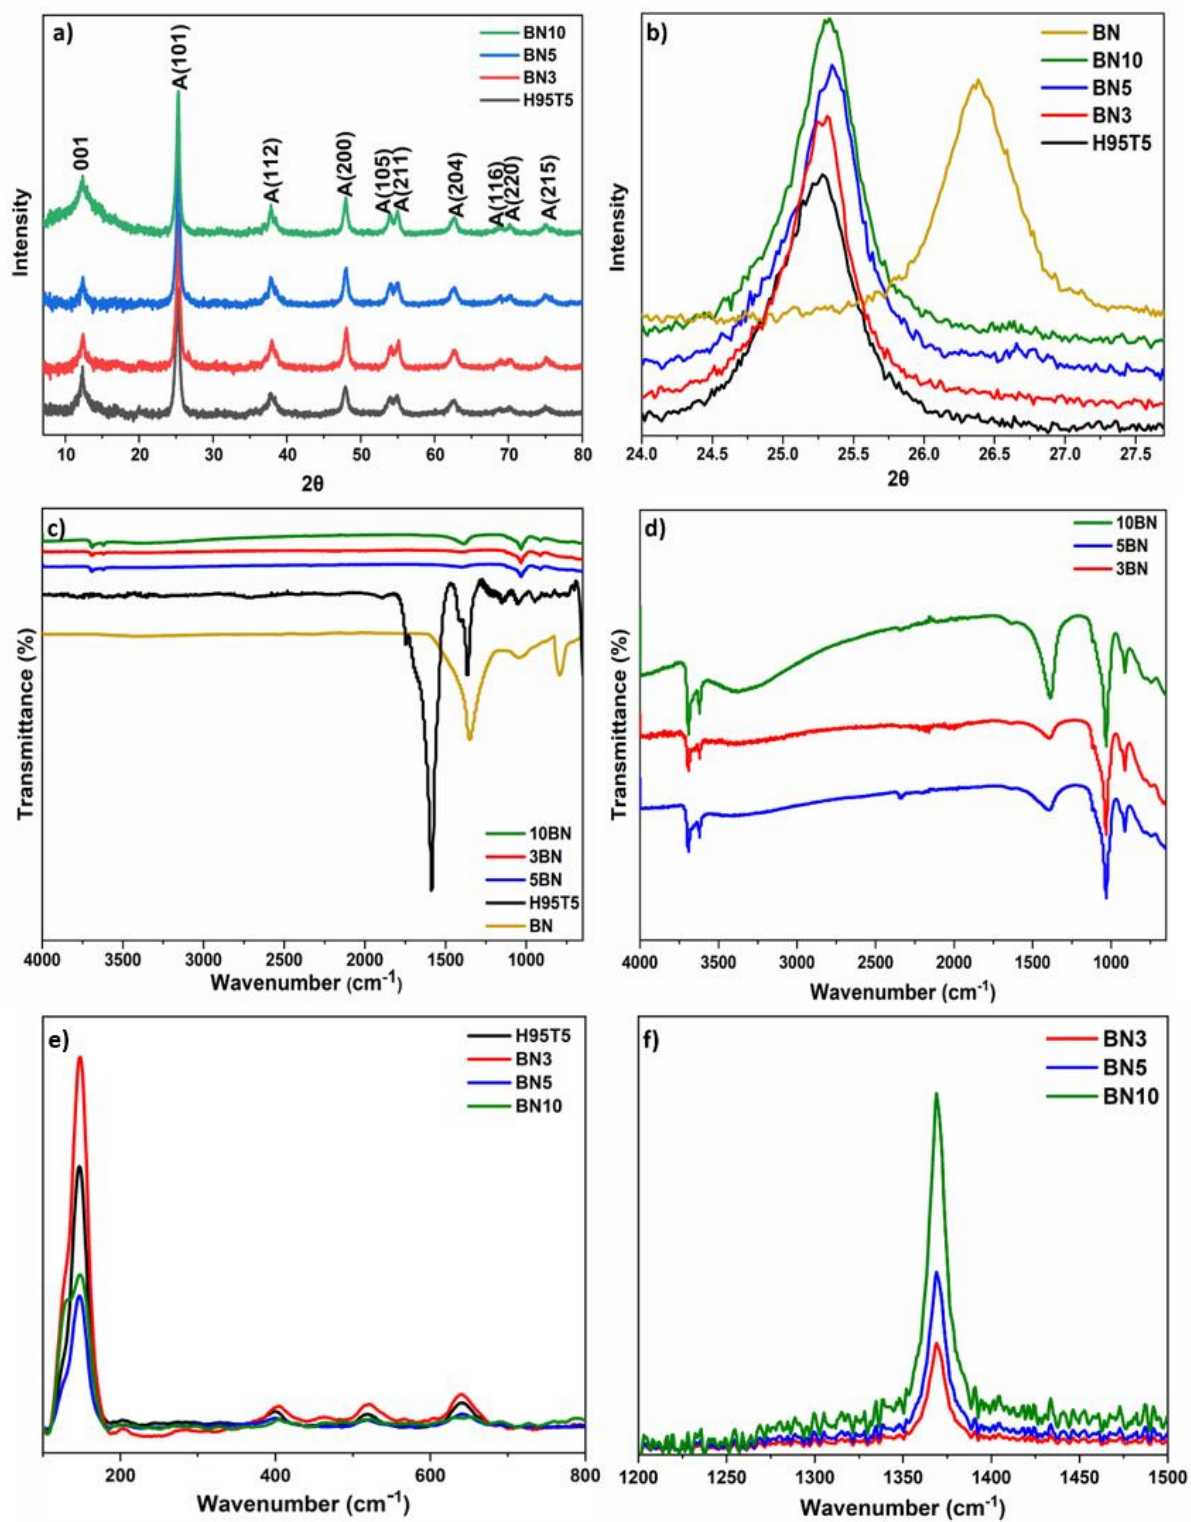 a)
BN10
BN5
BN3
H95T5
001
A(101)
A(112)
A(200)
A(105)
A(211)
A(204)
A(116)
A(220)
A(215)
Intensity
10 20 30 40 50 60 70 80
2θ
b)
BN
BN10
BN5
BN3
H95T5
Intensity
24.0 24.5 25.0 25.5 26.0 26.5 27.0 27.5
2θ
c)
10BN
3BN
5BN
H95T5
BN
Transmittance (%)
4000 3500 3000 2500 2000 1500 1000
Wavenumber (cm⁻¹)
d)
10BN
5BN
3BN
Transmittance (%)
4000 3500 3000 2500 2000 1500 1000
Wavenumber (cm⁻¹)
e)
H95T5
BN3
BN5
BN10
200 400 600 800
Wavenumber (cm⁻¹)
f)
BN3
BN5
BN10
1200 1250 1300 1350 1400 1450 1500
Wavenumber (cm⁻¹)